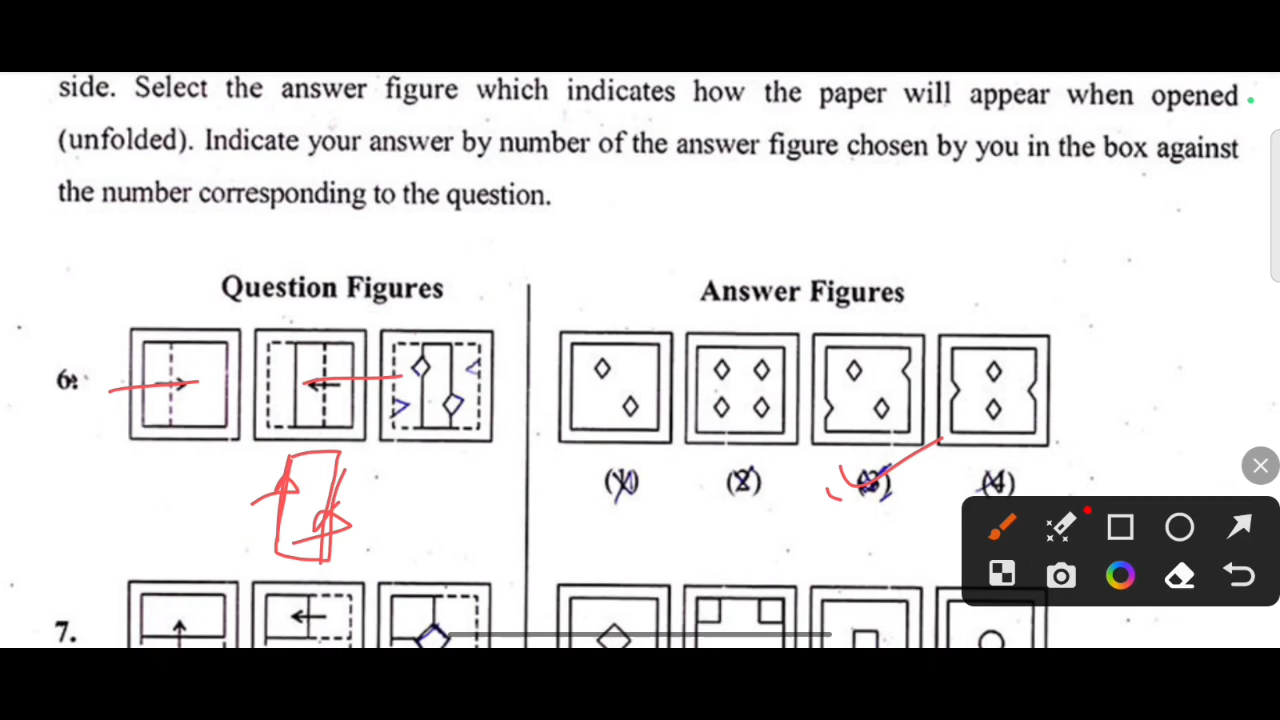 side. Select the answer figure which indicates how the paper will appear when opened
(unfolded). Indicate your answer by number of the answer figure chosen by you in the box against
the number corresponding to the question.
Question Figures
Answer Figures
6.
(1) (2) (3) (4)
7.